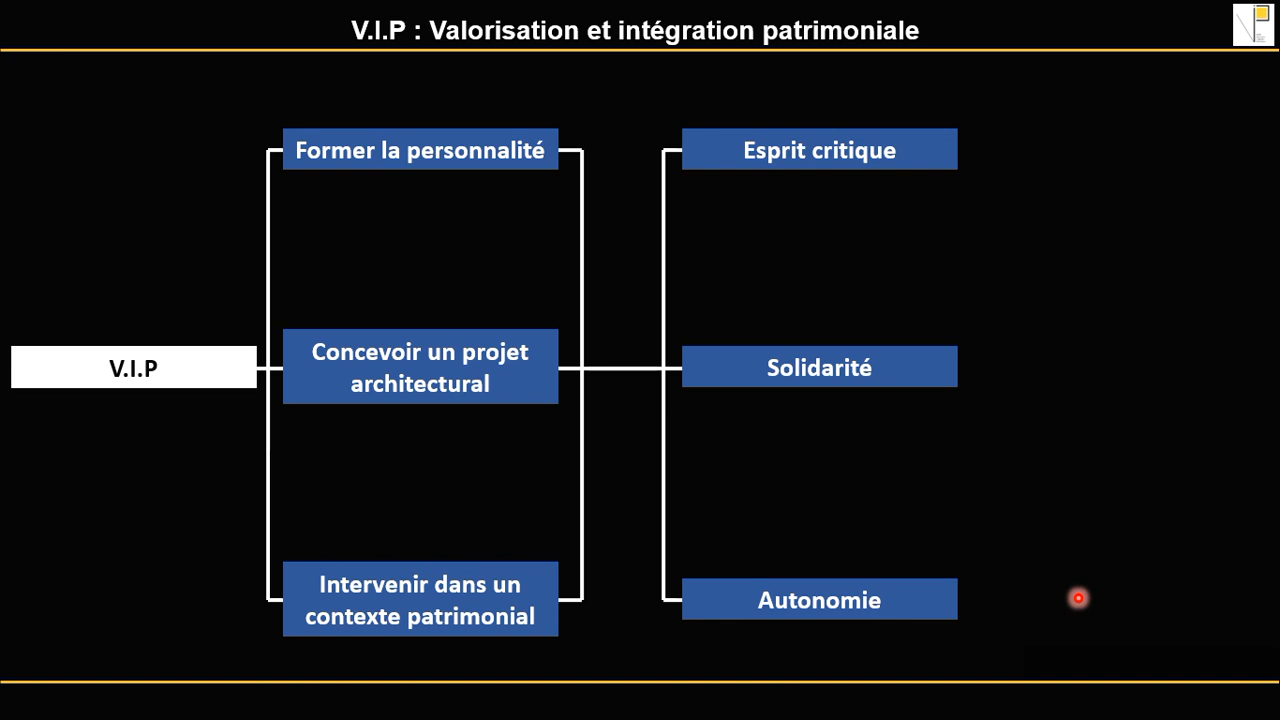 V.I.P : Valorisation et intégration patrimoniale
Former la personnalité
Esprit critique
V.I.P
Concevoir un projet
architectural
Solidarité
Intervenir dans un
contexte patrimonial
Autonomie